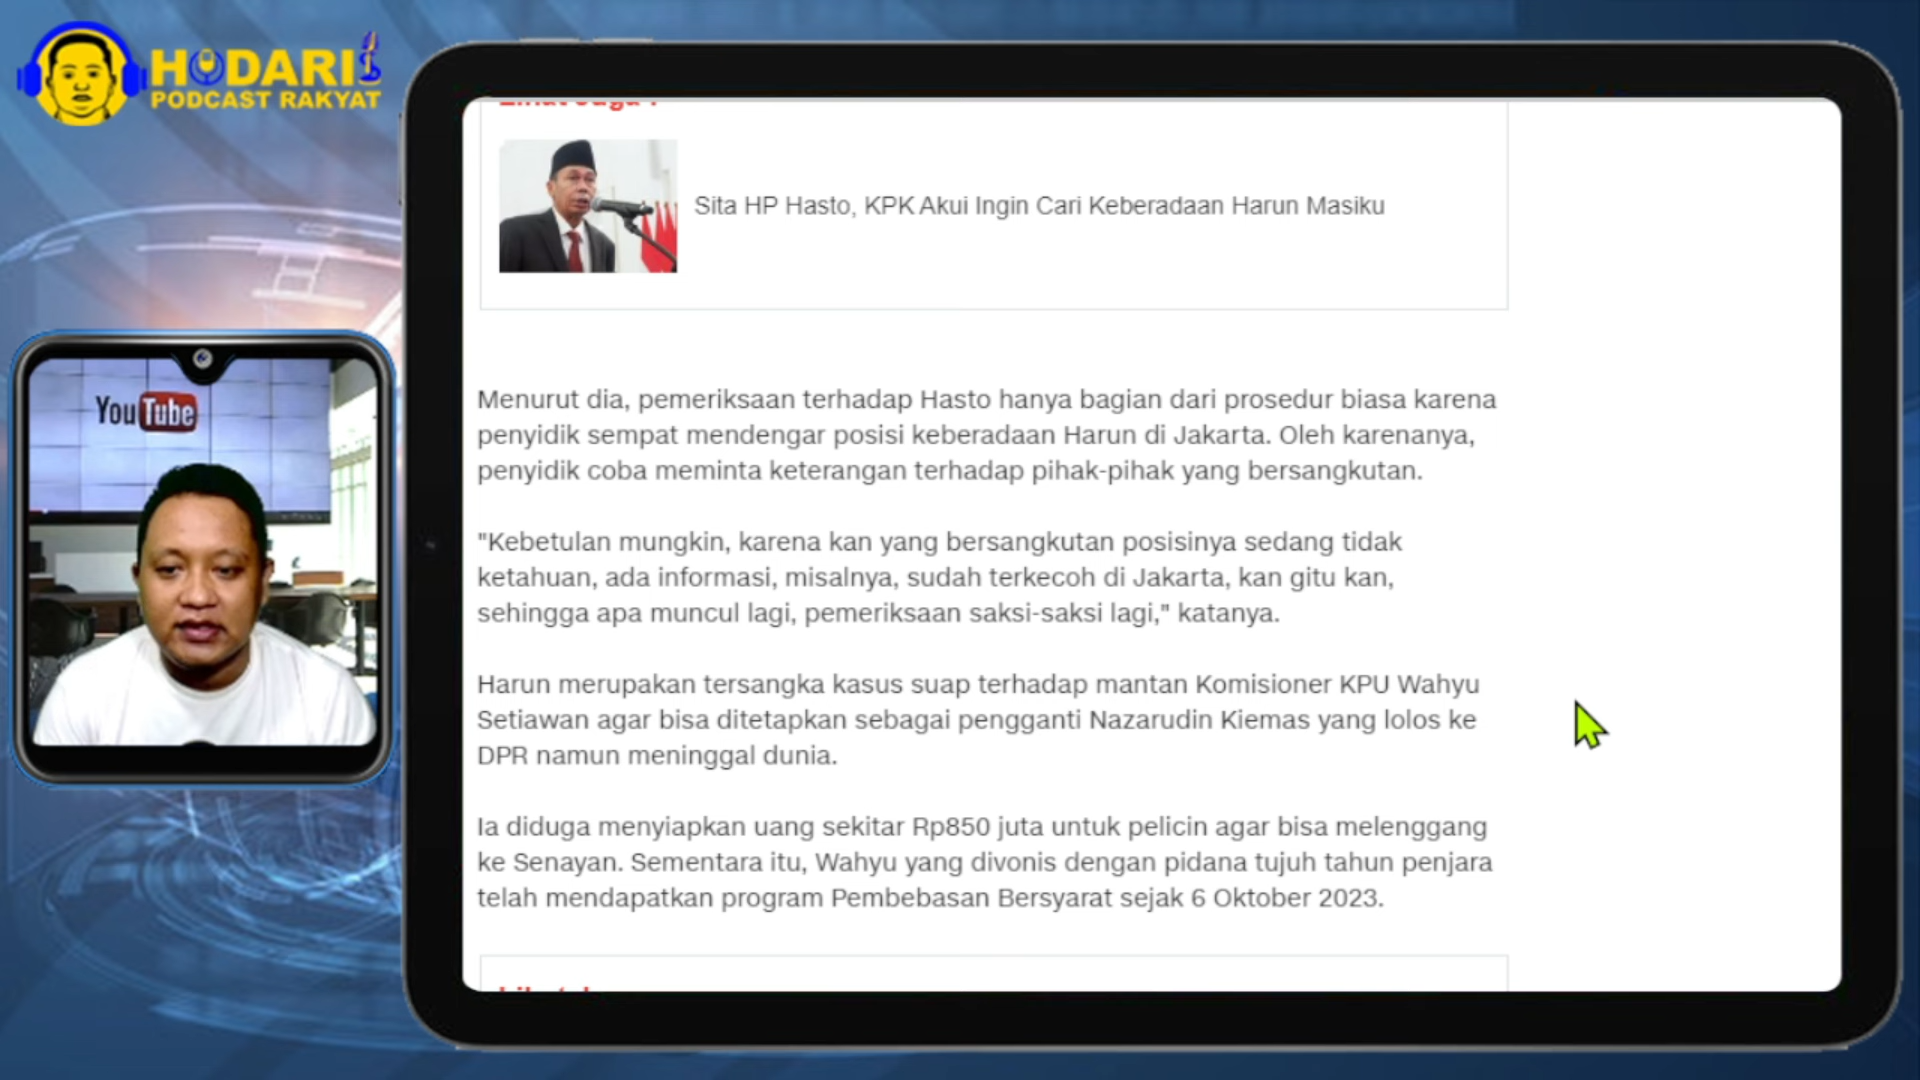 HODARI
PODCAST RAKYAT
Lihat Juga :
Sita HP Hasto, KPK Akui Ingin Cari Keberadaan Harun Masiku
YouTube
Menurut dia, pemeriksaan terhadap Hasto hanya bagian dari prosedur biasa karena
penyidik sempat mendengar posisi keberadaan Harun di Jakarta. Oleh karenanya,
penyidik coba meminta keterangan terhadap pihak-pihak yang bersangkutan.
"Kebetulan mungkin, karena kan yang bersangkutan posisinya sedang tidak
ketahuan, ada informasi, misalnya, sudah terkecoh di Jakarta, kan gitu kan,
sehingga apa muncul lagi, pemeriksaan saksi-saksi lagi," katanya.
Harun merupakan tersangka kasus suap terhadap mantan Komisioner KPU Wahyu
Setiawan agar bisa ditetapkan sebagai pengganti Nazarudin Kiemas yang lolos ke
DPR namun meninggal dunia.
Ia diduga menyiapkan uang sekitar Rp850 juta untuk pelicin agar bisa melenggang
ke Senayan. Sementara itu, Wahyu yang divonis dengan pidana tujuh tahun penjara
telah mendapatkan program Pembebasan Bersyarat sejak 6 Oktober 2023.